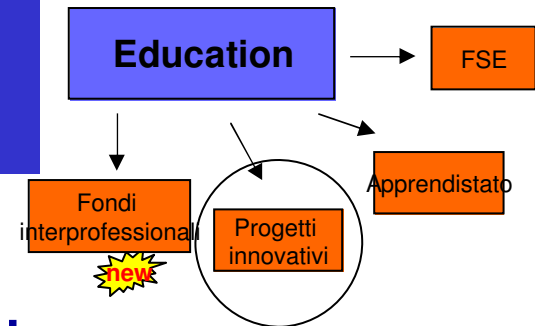 Education
FSE
Apprendistato
Fondi
interprofessionali
new
Progetti
innovativi